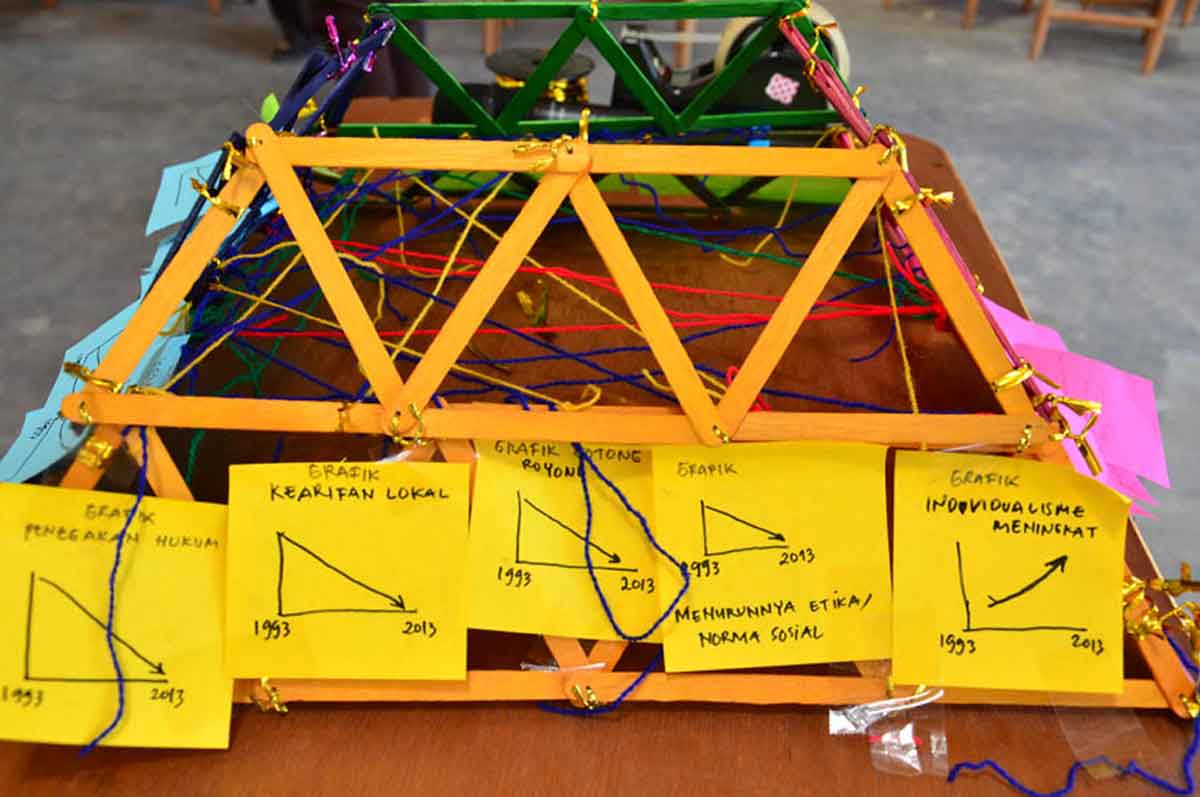 GRAFIK
PENEGAKAN HUKUM
1993
2013
GRAFIK
KEARIFAN LOKAL
1993
2013
GRAFIK GOTONG
ROYONG
1993
2013
GRAFIK
1993
2013
MENURUNNYA ETIKA/
NORMA SOSIAL
GRAFIK
INDIVIDUALISME
MENINGKAT
1993
2013